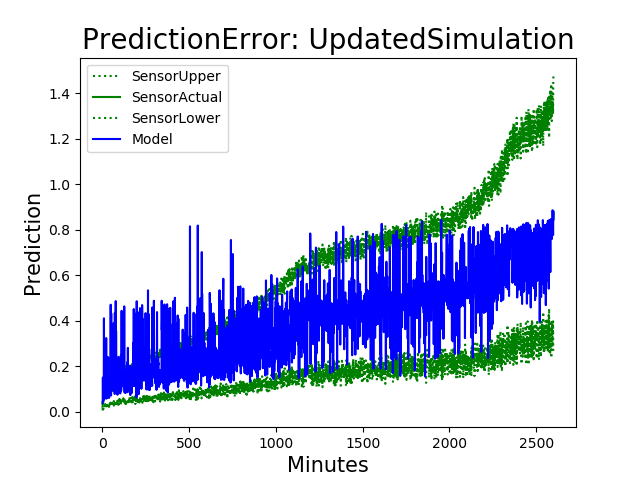 PredictionError: UpdatedSimulation
SensorUpper
SensorActual
SensorLower
Model
1.4
1.2
1.0
0.8
0.6
0.4
0.2
0.0
Prediction
0 500 1000 1500 2000 2500
Minutes